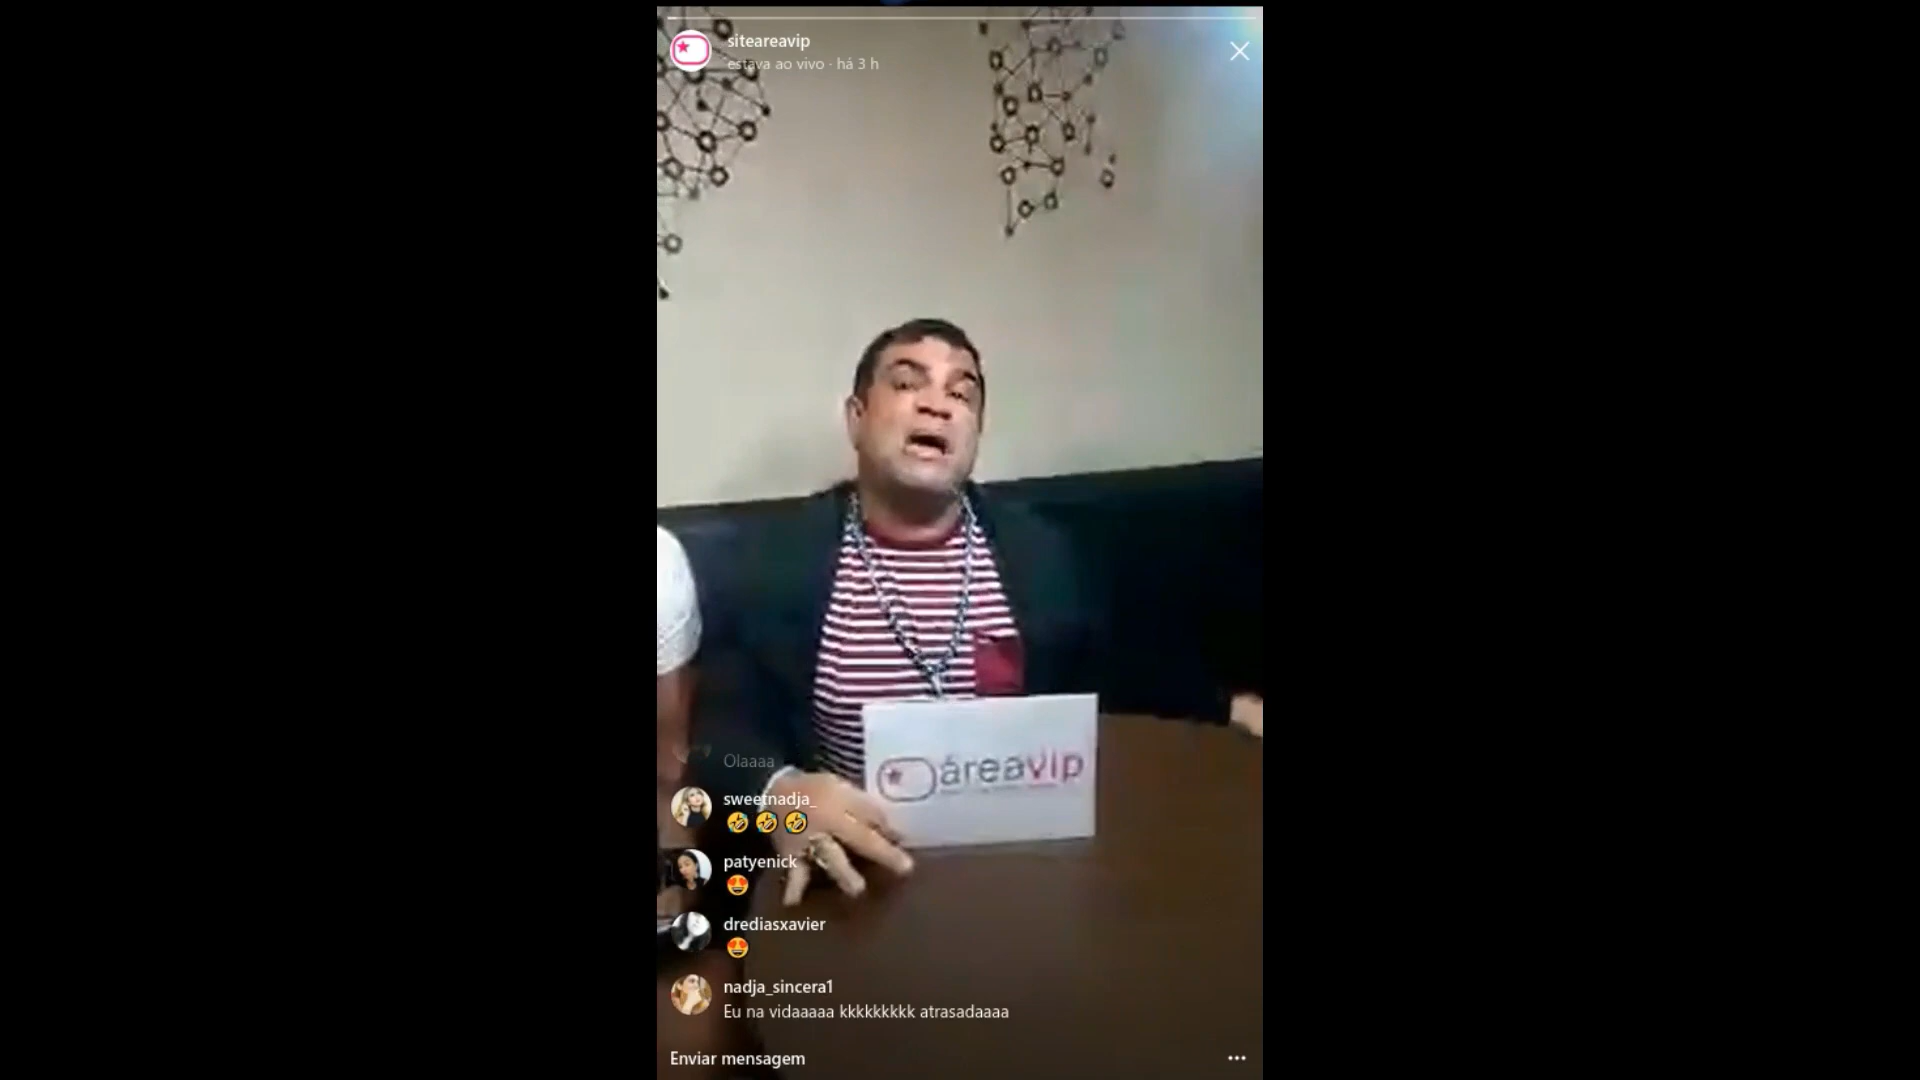 siteareavip
estava ao vivo · há 3 h
áreavip
Olaaaa
sweetnadja_
🤣🤣🤣
patyenick
😍
drediasxavier
😍
nadja_sincera1
Eu na vidaaaaa kkkkkkkkk atrasadaaaa
Enviar mensagem